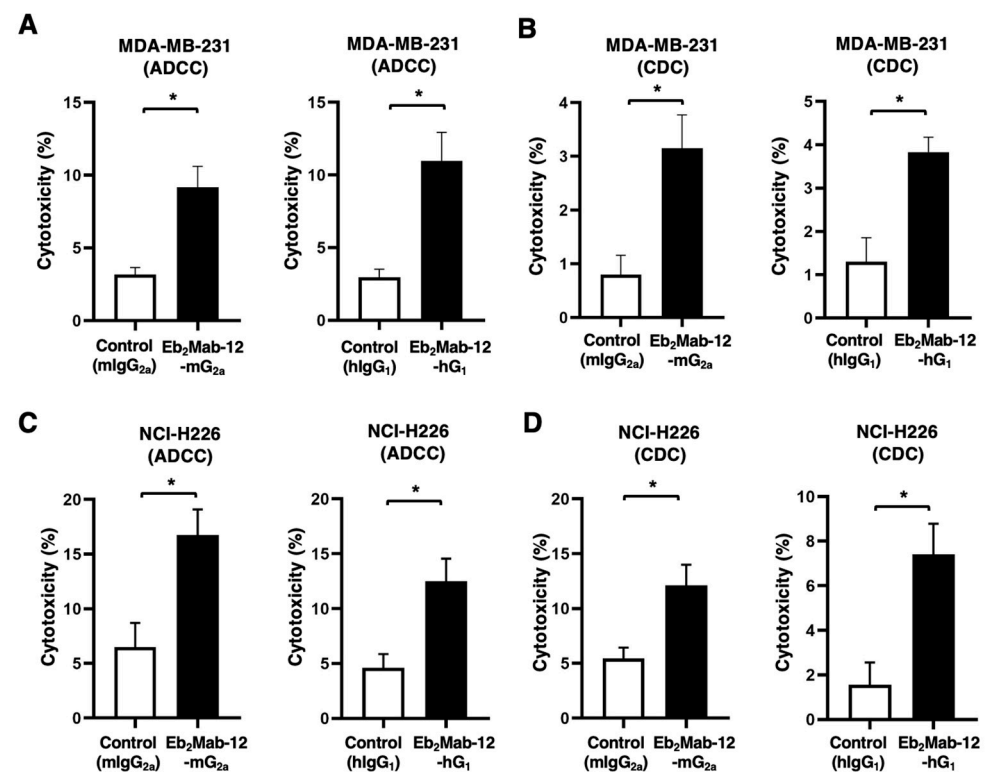 A
MDA-MB-231
(ADCC)
*
Cytotoxicity (%)
15
10
5
0
Control
(mIgG₂ₐ)
Eb₂Mab-12
-mG₂ₐ
MDA-MB-231
(ADCC)
*
Cytotoxicity (%)
15
10
5
0
Control
(hIgG₁)
Eb₂Mab-12
-hG₁
B
MDA-MB-231
(CDC)
*
Cytotoxicity (%)
4
3
2
1
0
Control
(mIgG₂ₐ)
Eb₂Mab-12
-mG₂ₐ
MDA-MB-231
(CDC)
*
Cytotoxicity (%)
5
4
3
2
1
0
Control
(hIgG₁)
Eb₂Mab-12
-hG₁
C
NCI-H226
(ADCC)
*
Cytotoxicity (%)
20
15
10
5
0
Control
(mIgG₂ₐ)
Eb₂Mab-12
-mG₂ₐ
NCI-H226
(ADCC)
*
Cytotoxicity (%)
20
15
10
5
0
Control
(hIgG₁)
Eb₂Mab-12
-hG₁
D
NCI-H226
(CDC)
*
Cytotoxicity (%)
20
15
10
5
0
Control
(mIgG₂ₐ)
Eb₂Mab-12
-mG₂ₐ
NCI-H226
(CDC)
*
Cytotoxicity (%)
10
8
6
4
2
0
Control
(hIgG₁)
Eb₂Mab-12
-hG₁